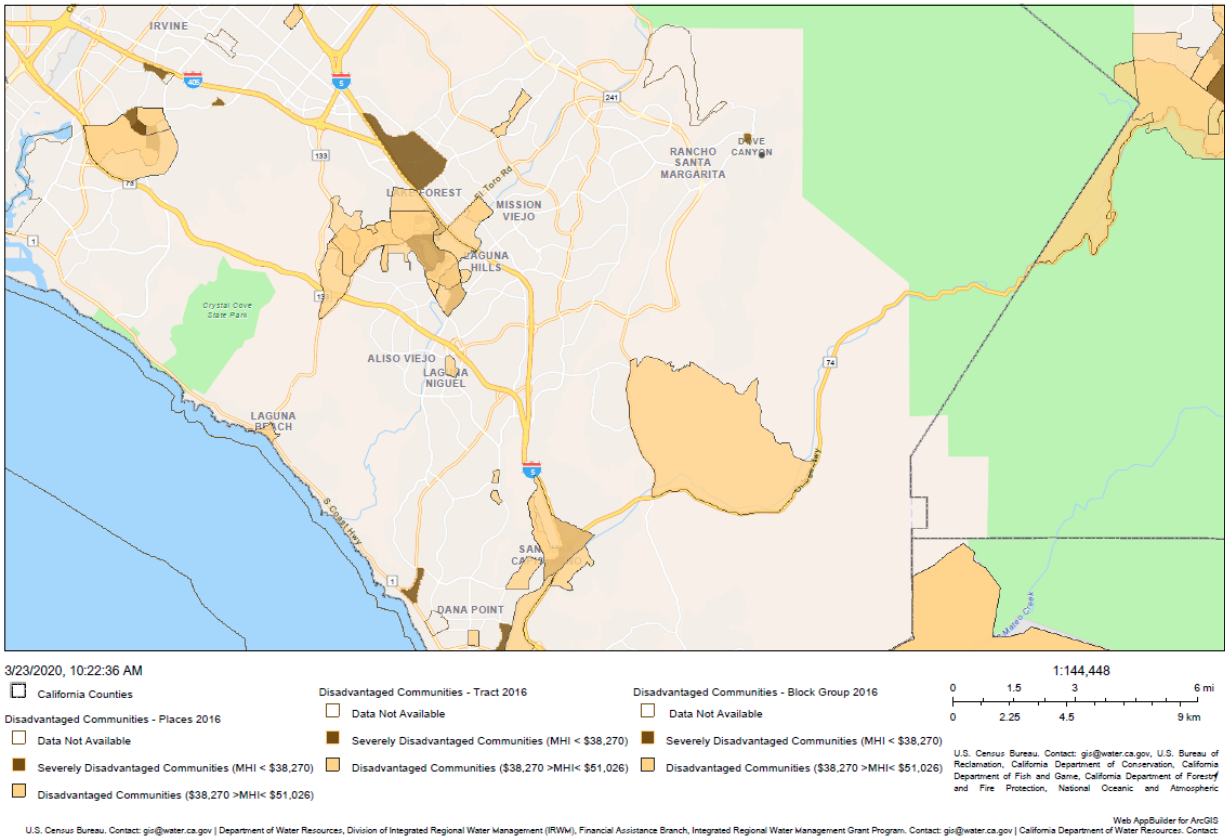 IRVINE
405
5
241
133
73
DOVE
CANYON
RANCHO
SANTA
MARGARITA
El Toro Rd
LAKE FOREST
MISSION
VIEJO
1
LAGUNA
HILLS
133
Crystal Cove
State Park
ALISO VIEJO
LAGUNA
NIGUEL
74
LAGUNA
BEACH
5
S Coast Hwy
SAN
1
DANA POINT
Mateo Creek
3/23/2020, 10:22:36 AM
California Counties
Disadvantaged Communities - Places 2016
Data Not Available
Severely Disadvantaged Communities (MHI < $38,270)
Disadvantaged Communities ($38,270 >MHI< $51,026)
Disadvantaged Communities - Tract 2016
Data Not Available
Severely Disadvantaged Communities (MHI < $38,270)
Disadvantaged Communities ($38,270 >MHI< $51,026)
Disadvantaged Communities - Block Group 2016
Data Not Available
Severely Disadvantaged Communities (MHI < $38,270)
Disadvantaged Communities ($38,270 >MHI< $51,026)
1:144,448
0 1.5 3 6 mi
0 2.25 4.5 9 km
U.S. Census Bureau. Contact: gis@water.ca.gov, U.S. Bureau of
Reclamation, California Department of Conservation, California
Department of Fish and Game, California Department of Forestry
and Fire Protection, National Oceanic and Atmospheric
Web AppBuilder for ArcGIS
U.S. Census Bureau. Contact: gis@water.ca.gov | Department of Water Resources, Division of Integrated Regional Water Management (IRWM), Financial Assistance Branch, Integrated Regional Water Management Grant Program. Contact: gis@water.ca.gov | California Department of Water Resources. Contact: